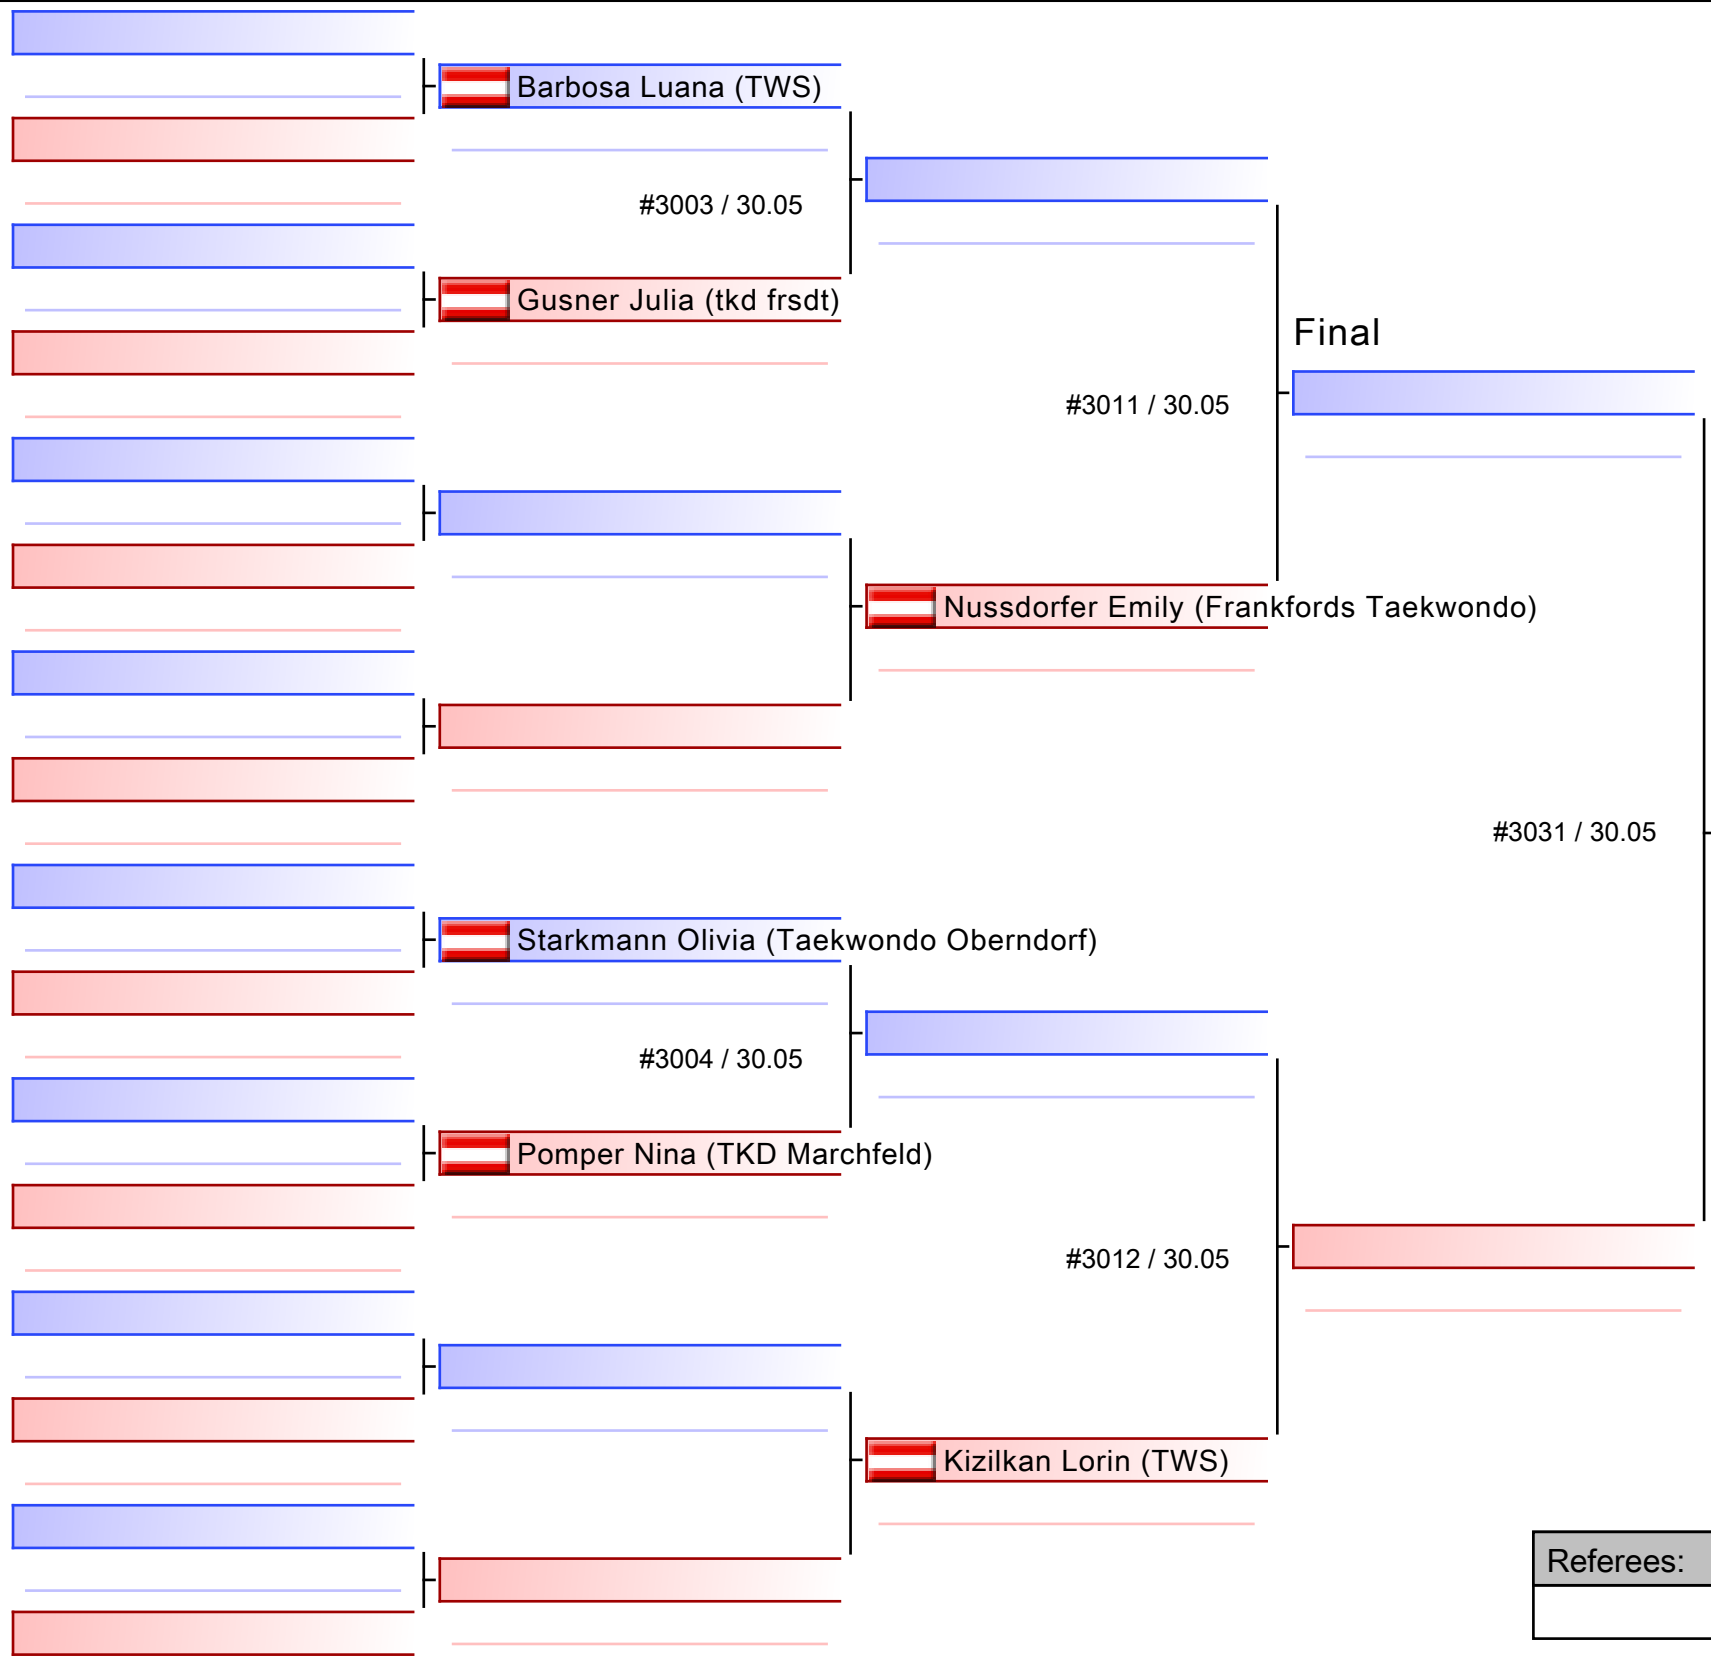 Barbosa Luana (TWS)
#3003 / 30.05
Gusner Julia (tkd frsdt)
Final
#3011 / 30.05
Nussdorfer Emily (Frankfords Taekwondo)
#3031 / 30.05
Starkmann Olivia (Taekwondo Oberndorf)
#3004 / 30.05
Pomper Nina (TKD Marchfeld)
#3012 / 30.05
Kizilkan Lorin (TWS)
Referees: